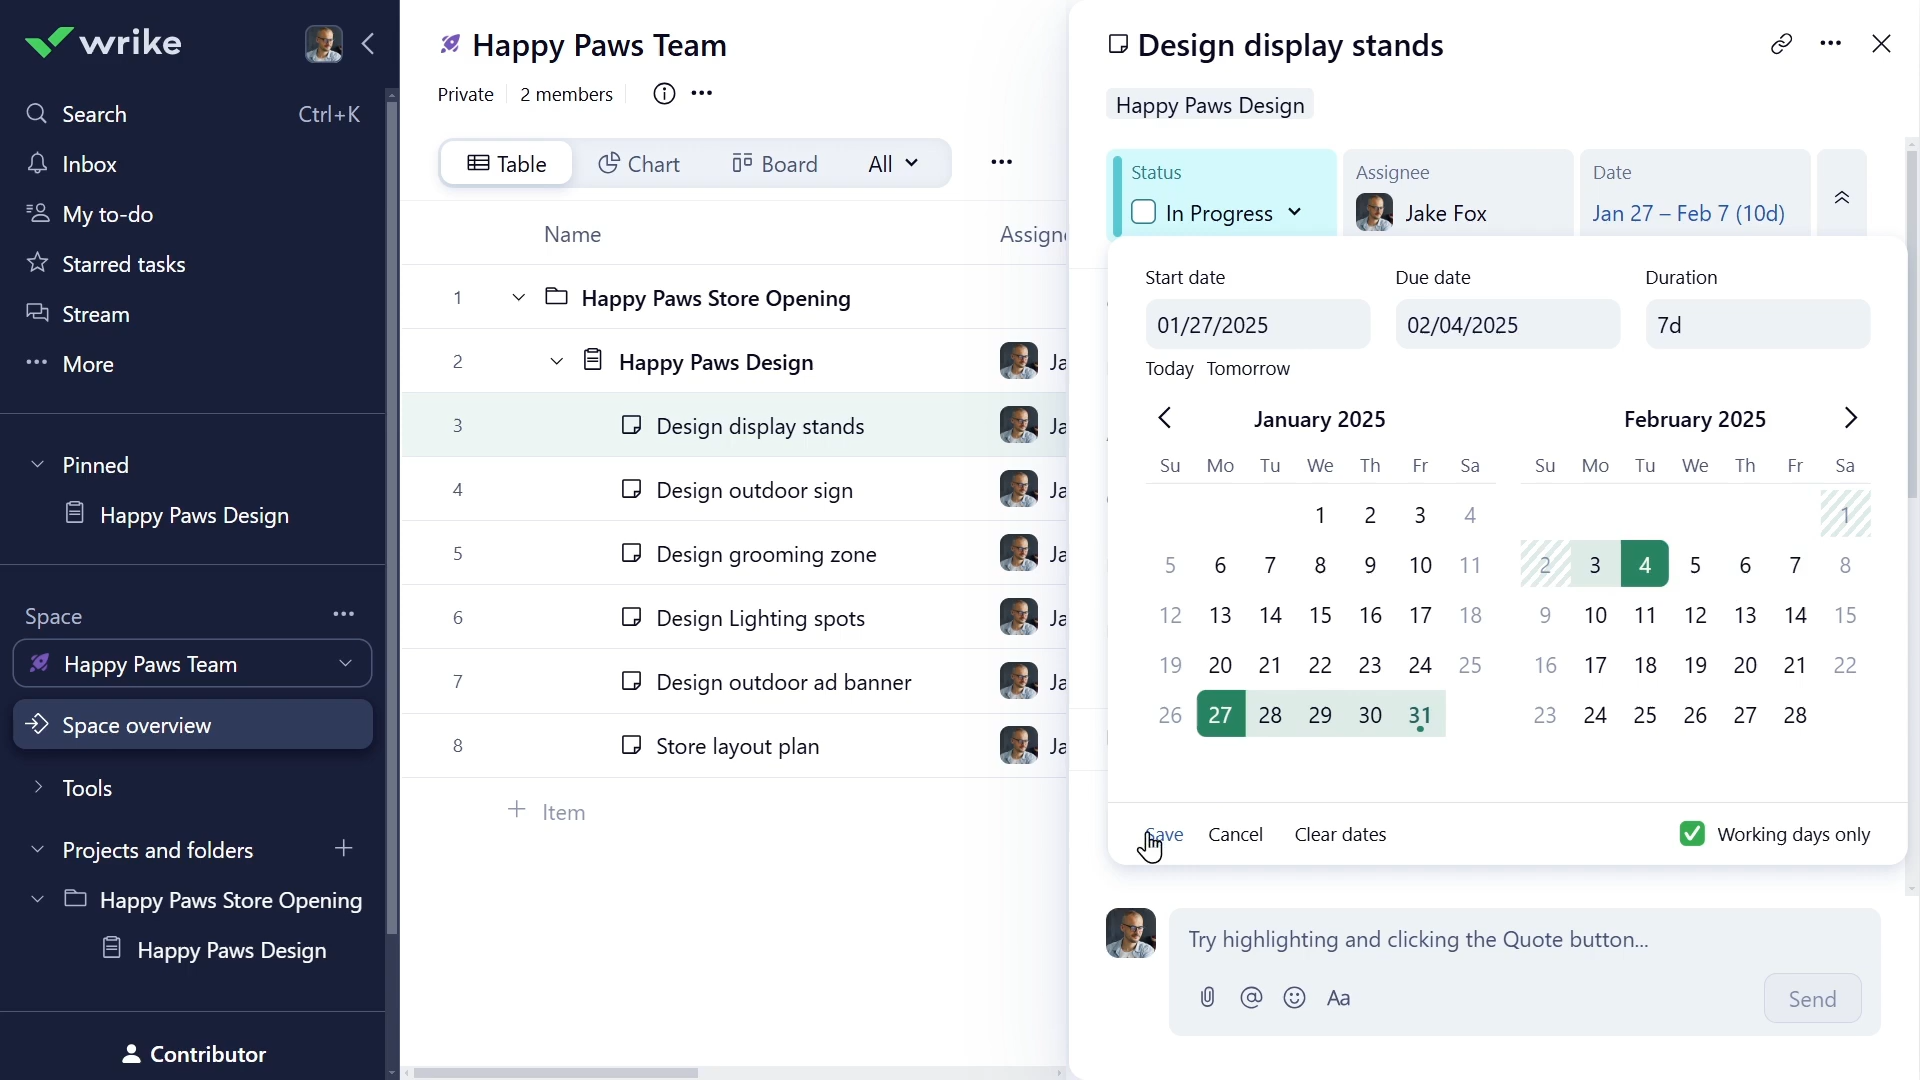 wrike
Search Ctrl+K
Inbox
My to-do
Starred tasks
Stream
More
Pinned
Happy Paws Design
Space
Happy Paws Team
Space overview
Tools
Projects and folders
Happy Paws Store Opening
Happy Paws Design
Contributor
Happy Paws Team
Private 2 members
Table Chart Board All
Name Assign
1 Happy Paws Store Opening
2 Happy Paws Design Ja
3 Design display stands Ja
4 Design outdoor sign Ja
5 Design grooming zone Ja
6 Design Lighting spots Ja
7 Design outdoor ad banner Ja
8 Store layout plan Ja
Item
Design display stands
Happy Paws Design
Status Assignee Date
In Progress Jake Fox Jan 27 – Feb 7 (10d)
Start date Due date Duration
01/27/2025 02/04/2025 7d
Today Tomorrow
January 2025 February 2025
Su Mo Tu We Th Fr Sa Su Mo Tu We Th Fr Sa
1 2 3 4 1
5 6 7 8 9 10 11 2 3 4 5 6 7 8
12 13 14 15 16 17 18 9 10 11 12 13 14 15
19 20 21 22 23 24 25 16 17 18 19 20 21 22
26 27 28 29 30 31 23 24 25 26 27 28
Save Cancel Clear dates Working days only
Try highlighting and clicking the Quote button...
Aa Send